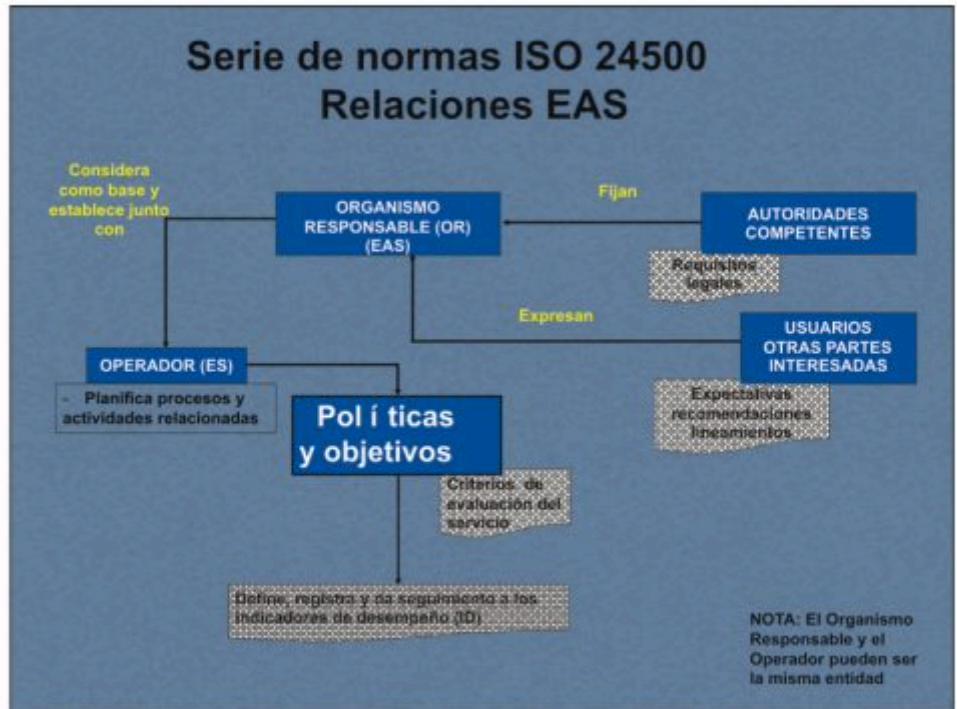 Serie de normas ISO 24500
Relaciones EAS
Considera
como base y
establece junto
con
ORGANISMO
RESPONSABLE (OR)
(EAS)
Fijan
AUTORIDADES
COMPETENTES
Requisitos
legales
Expresan
USUARIOS
OTRAS PARTES
INTERESADAS
Expectativas
recomendaciones
lineamientos
OPERADOR (ES)
- Planifica procesos y
actividades relacionadas
Pol í ticas
y objetivos
Criterios de
evaluación del
servicio
Define, registra y da seguimiento a los
indicadores de desempeño (ID)
NOTA: El Organismo
Responsable y el
Operador pueden ser
la misma entidad